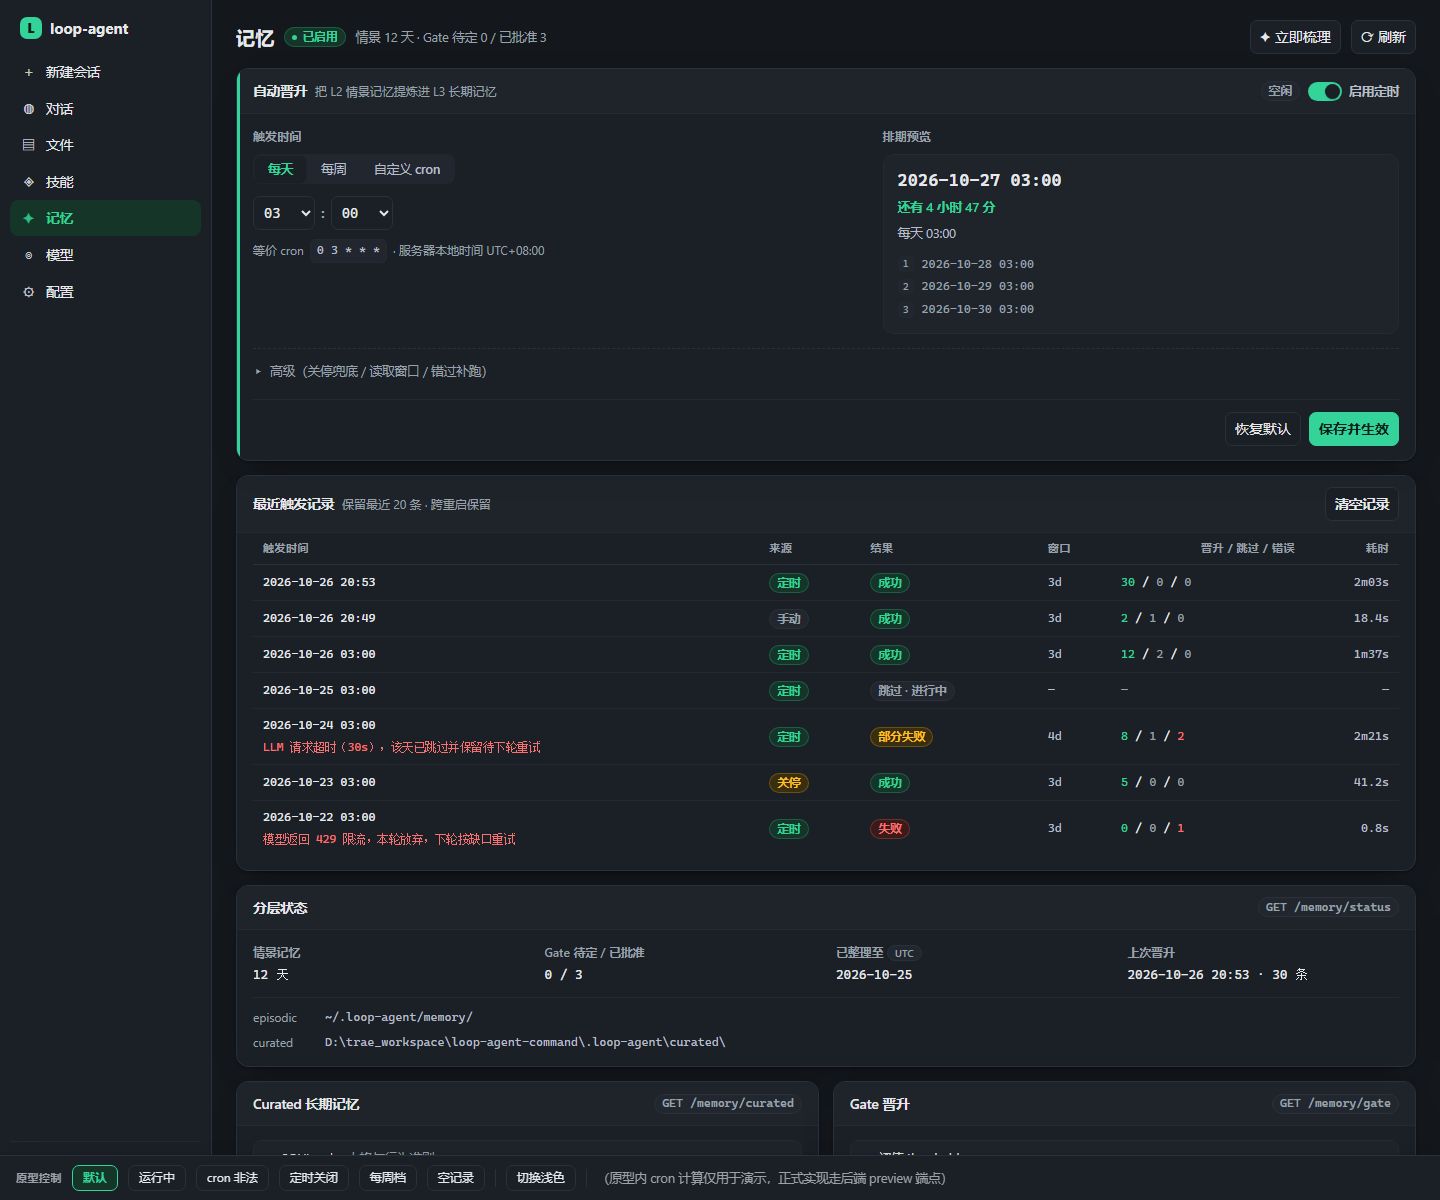 L loop-agent
+ 新建会话
对话
文件
技能
记忆
模型
配置
记忆 已启用 情景 12 天 · Gate 待定 0 / 已批准 3
立即梳理 刷新
自动晋升 把 L2 情景记忆提炼进 L3 长期记忆
空闲 启用定时
触发时间
每天 每周 自定义 cron
03 : 00
等价 cron 0 3 * * * · 服务器本地时间 UTC+08:00
排期预览
2026-10-27 03:00
还有 4 小时 47 分
每天 03:00
1 2026-10-28 03:00
2 2026-10-29 03:00
3 2026-10-30 03:00
高级（关停兜底 / 读取窗口 / 错过补跑）
恢复默认 保存并生效
最近触发记录 保留最近 20 条 · 跨重启保留 清空记录
触发时间 来源 结果 窗口 晋升 / 跳过 / 错误 耗时
2026-10-26 20:53 定时 成功 3d 30 / 0 / 0 2m03s
2026-10-26 20:49 手动 成功 3d 2 / 1 / 0 18.4s
2026-10-26 03:00 定时 成功 3d 12 / 2 / 0 1m37s
2026-10-25 03:00 定时 跳过 · 进行中 — — —
2026-10-24 03:00 定时 部分失败 4d 8 / 1 / 2 2m21s
LLM 请求超时（30s），该天已跳过并保留待下轮重试
2026-10-23 03:00 关停 成功 3d 5 / 0 / 0 41.2s
2026-10-22 03:00 定时 失败 3d 0 / 0 / 1 0.8s
模型返回 429 限流，本轮放弃，下轮按缺口重试
分层状态 GET /memory/status
情景记忆 Gate 待定 / 已批准 已整理至 UTC 上次晋升
12 天 0 / 3 2026-10-25 2026-10-26 20:53 · 30 条
episodic ~/.loop-agent/memory/
curated D:\trae_workspace\loop-agent-command\.loop-agent\curated\
Curated 长期记忆 GET /memory/curated
Gate 晋升 GET /memory/gate
原型控制 默认 运行中 cron 非法 定时关闭 每周档 空记录 切换浅色 (原型内 cron 计算仅用于演示，正式实现走后端 preview 端点)